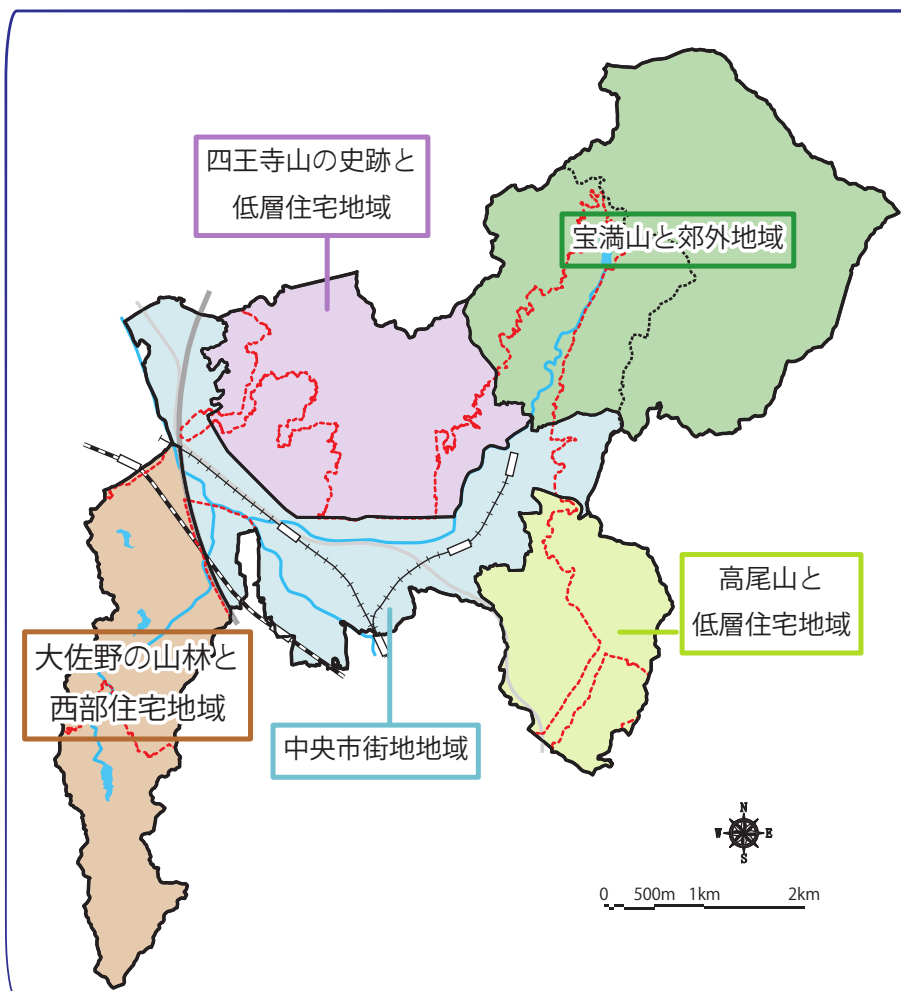 四王寺山の史跡と
低層住宅地域
宝満山と郊外地域
高尾山と
低層住宅地域
大佐野の山林と
西部住宅地域
中央市街地地域
N
W
E
S
0 500m 1km 2km